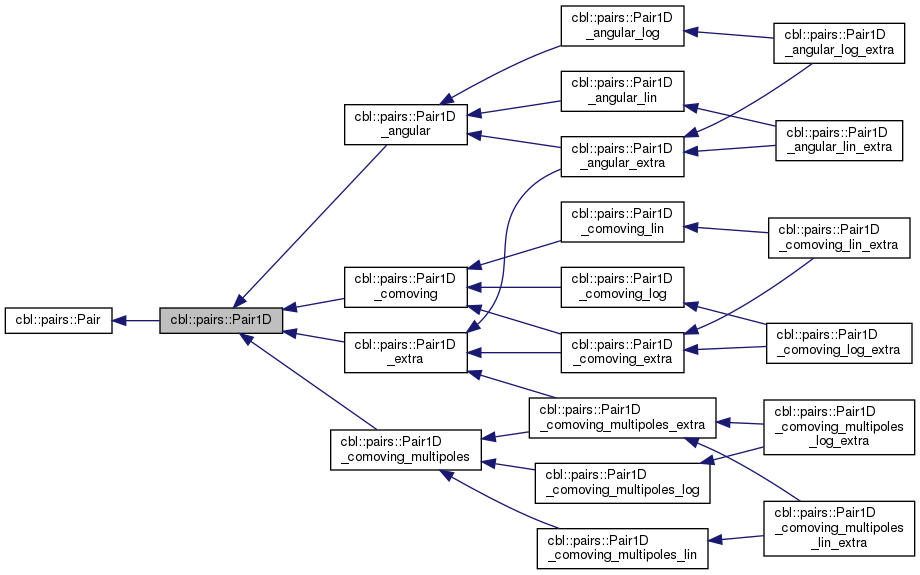 cbl::pairs::Pair
cbl::pairs::Pair1D
cbl::pairs::Pair1D
_angular
cbl::pairs::Pair1D
_comoving
cbl::pairs::Pair1D
_extra
cbl::pairs::Pair1D
_comoving_multipoles
cbl::pairs::Pair1D
_angular_log
cbl::pairs::Pair1D
_angular_lin
cbl::pairs::Pair1D
_angular_extra
cbl::pairs::Pair1D
_comoving_lin
cbl::pairs::Pair1D
_comoving_log
cbl::pairs::Pair1D
_comoving_extra
cbl::pairs::Pair1D
_comoving_multipoles_extra
cbl::pairs::Pair1D
_comoving_multipoles_log
cbl::pairs::Pair1D
_comoving_multipoles_lin
cbl::pairs::Pair1D
_angular_log_extra
cbl::pairs::Pair1D
_angular_lin_extra
cbl::pairs::Pair1D
_comoving_lin_extra
cbl::pairs::Pair1D
_comoving_log_extra
cbl::pairs::Pair1D
_comoving_multipoles
_log_extra
cbl::pairs::Pair1D
_comoving_multipoles
_lin_extra